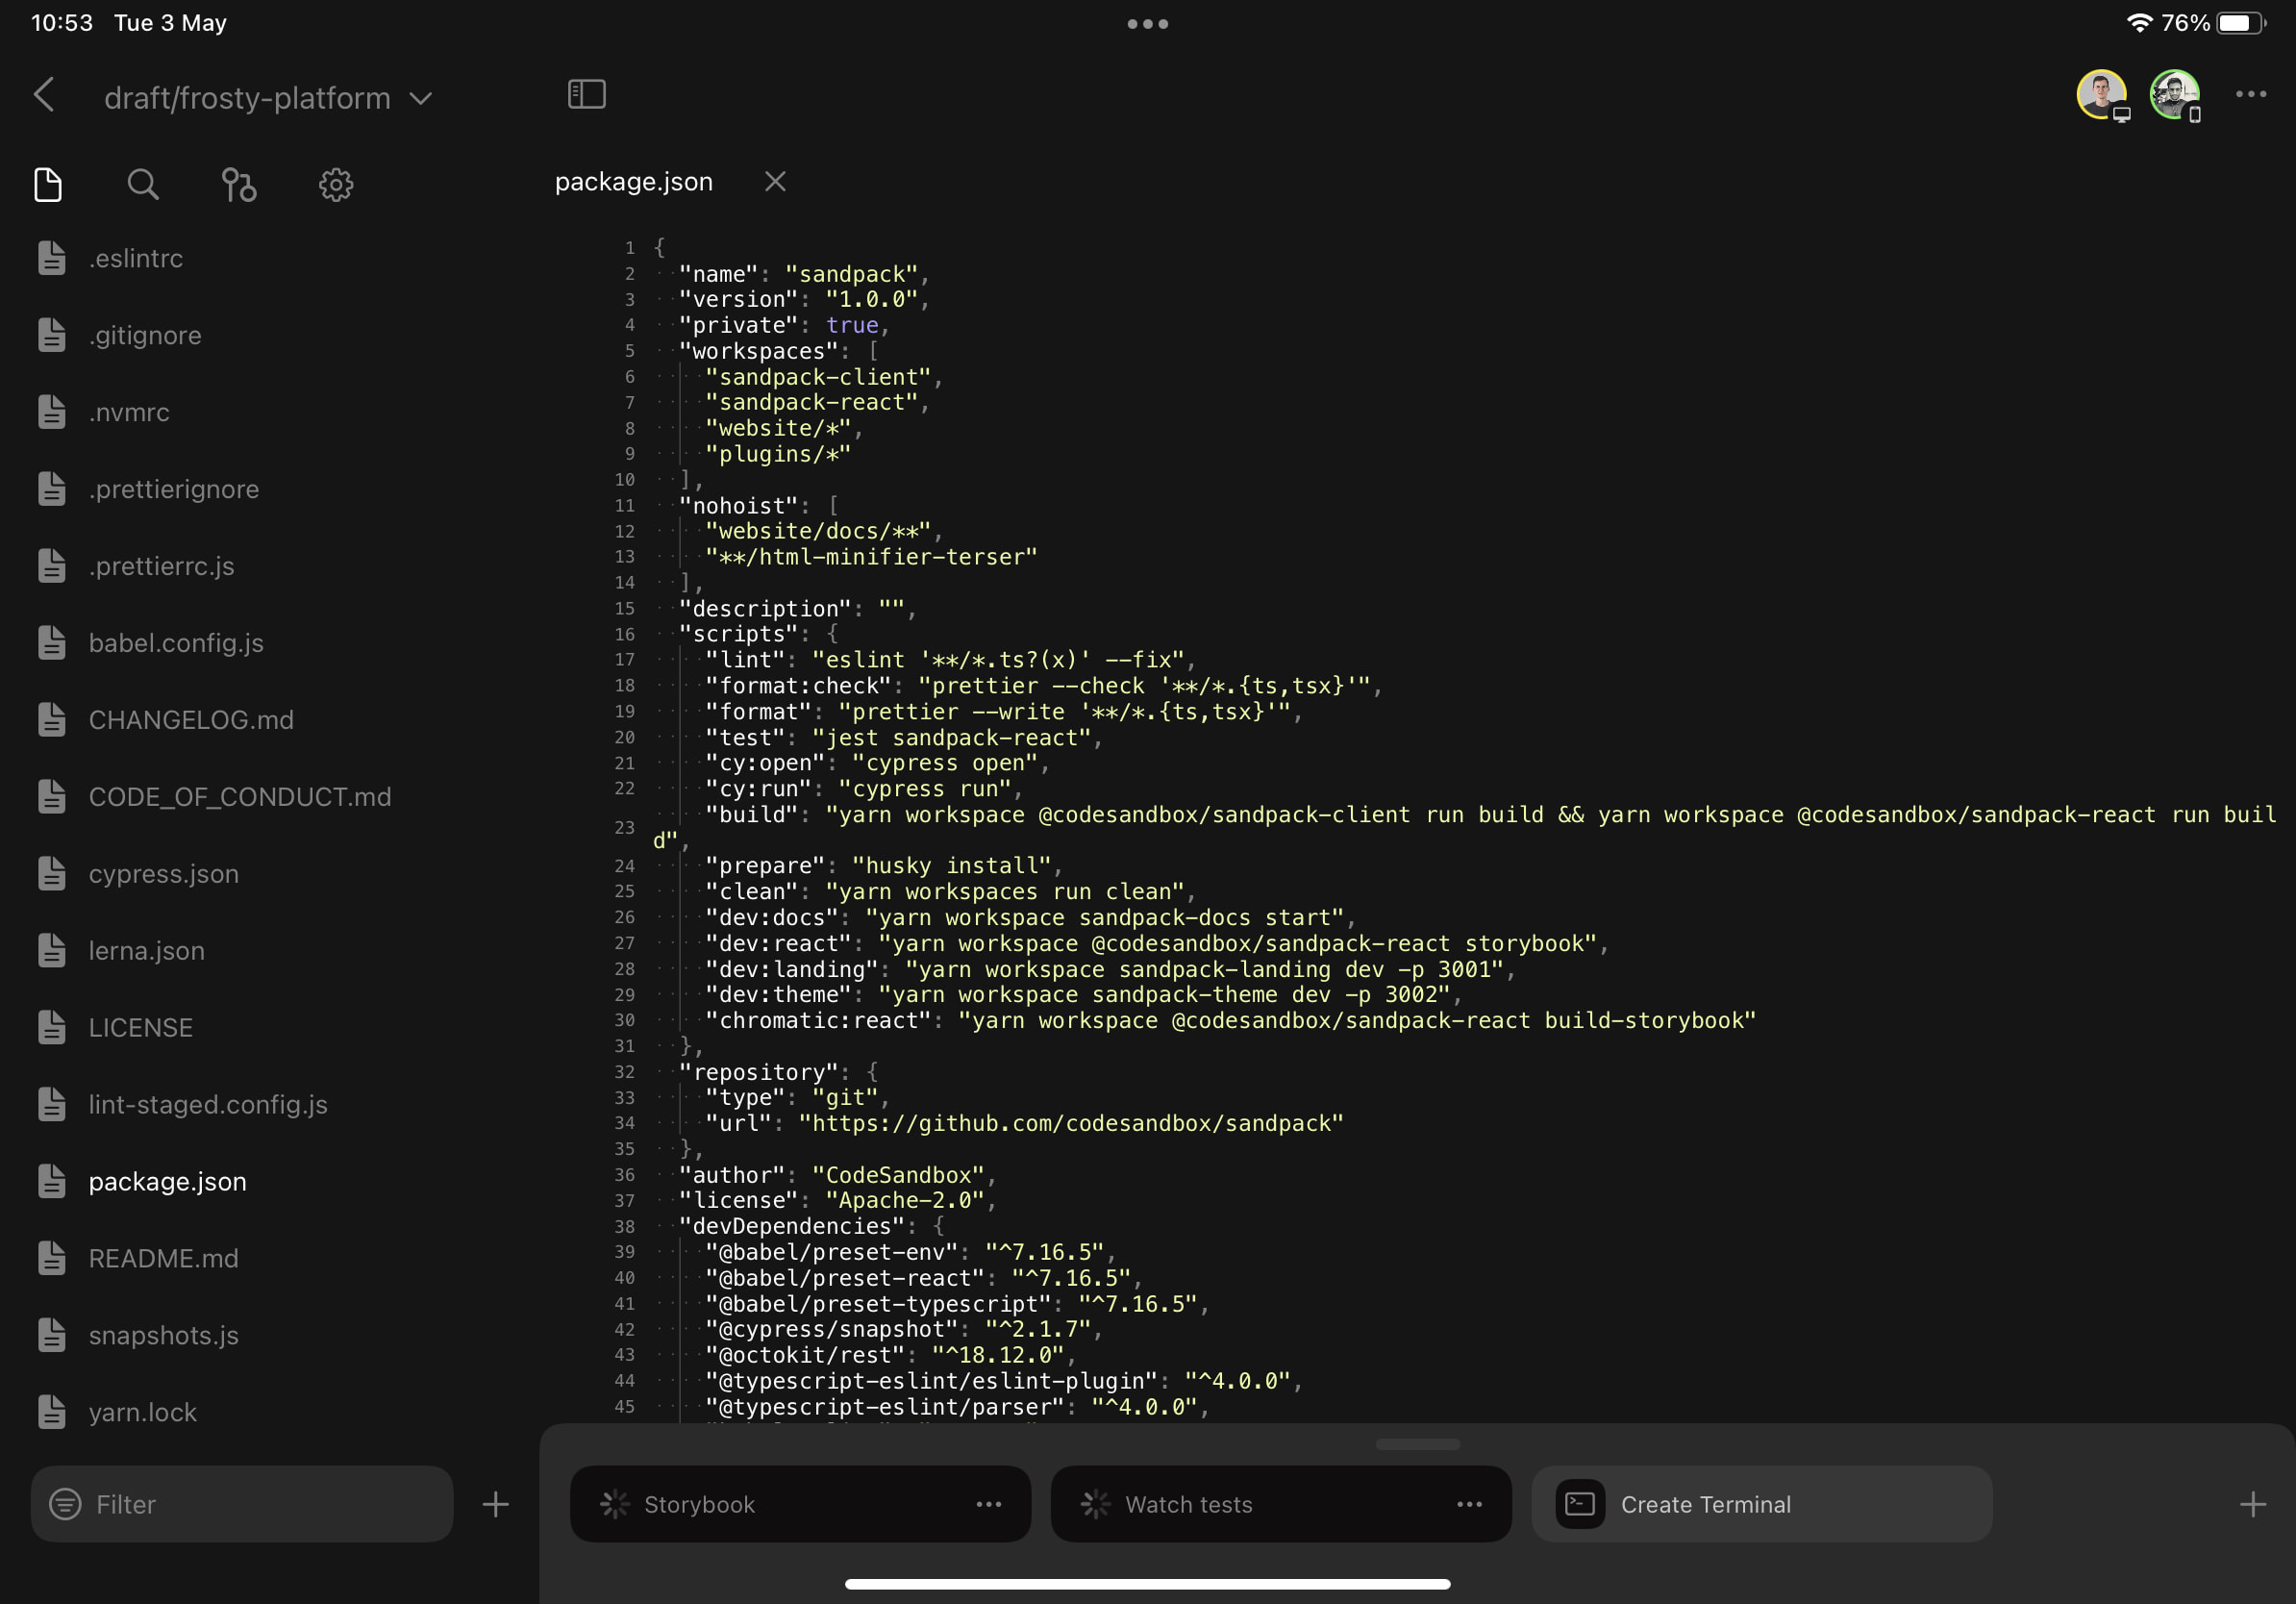 10:53 Tue 3 May
76%
draft/frosty-platform
.eslintrc
.gitignore
.nvmrc
.prettierignore
.prettierrc.js
babel.config.js
CHANGELOG.md
CODE_OF_CONDUCT.md
cypress.json
lerna.json
LICENSE
lint-staged.config.js
package.json
README.md
snapshots.js
yarn.lock
Filter
package.json
1 {
2 "name": "sandpack",
3 "version": "1.0.0",
4 "private": true,
5 "workspaces": [
6 "sandpack-client",
7 "sandpack-react",
8 "website/*",
9 "plugins/*"
10 ],
11 "nohoist": [
12 "website/docs/**",
13 "**/html-minifier-terser"
14 ],
15 "description": "",
16 "scripts": {
17 "lint": "eslint '**/*.ts?(x)' --fix",
18 "format:check": "prettier --check '**/*.{ts,tsx}'",
19 "format": "prettier --write '**/*.{ts,tsx}'",
20 "test": "jest sandpack-react",
21 "cy:open": "cypress open",
22 "cy:run": "cypress run",
23 "build": "yarn workspace @codesandbox/sandpack-client run build && yarn workspace @codesandbox/sandpack-react run buil
d",
24 "prepare": "husky install",
25 "clean": "yarn workspaces run clean",
26 "dev:docs": "yarn workspace sandpack-docs start",
27 "dev:react": "yarn workspace @codesandbox/sandpack-react storybook",
28 "dev:landing": "yarn workspace sandpack-landing dev -p 3001",
29 "dev:theme": "yarn workspace sandpack-theme dev -p 3002",
30 "chromatic:react": "yarn workspace @codesandbox/sandpack-react build-storybook"
31 },
32 "repository": {
33 "type": "git",
34 "url": "https://github.com/codesandbox/sandpack"
35 },
36 "author": "CodeSandbox",
37 "license": "Apache-2.0",
38 "devDependencies": {
39 "@babel/preset-env": "^7.16.5",
40 "@babel/preset-react": "^7.16.5",
41 "@babel/preset-typescript": "^7.16.5",
42 "@cypress/snapshot": "^2.1.7",
43 "@octokit/rest": "^18.12.0",
44 "@typescript-eslint/eslint-plugin": "^4.0.0",
45 "@typescript-eslint/parser": "^4.0.0",
Storybook
Watch tests
Create Terminal